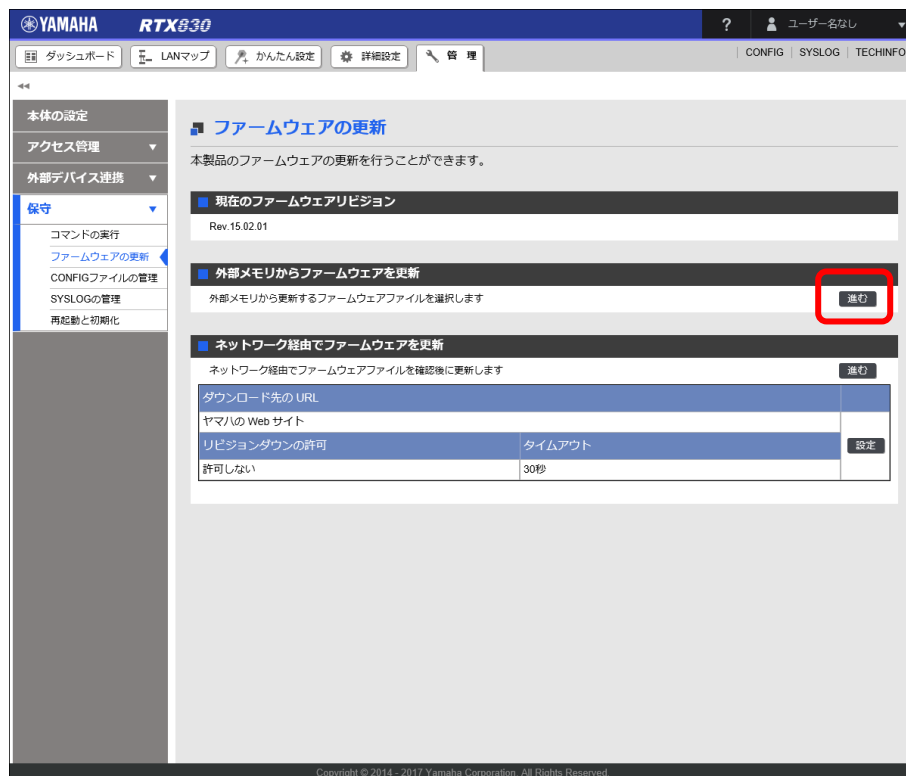 YAMAHA RTX830 ? ユーザー名なし
ダッシュボード LANマップ かんたん設定 詳細設定 管 理 CONFIG SYSLOG TECHINFO
本体の設定
アクセス管理
外部デバイス連携
保守
コマンドの実行
ファームウェアの更新
CONFIGファイルの管理
SYSLOGの管理
再起動と初期化
ファームウェアの更新
本製品のファームウェアの更新を行うことができます。
現在のファームウェアリビジョン
Rev.15.02.01
外部メモリからファームウェアを更新
外部メモリから更新するファームウェアファイルを選択します 進む
ネットワーク経由でファームウェアを更新
ネットワーク経由でファームウェアファイルを確認後に更新します 進む
ダウンロード先の URL
ヤマハの Web サイト
リビジョンダウンの許可 タイムアウト 設定
許可しない 30秒
Copyright © 2014 - 2017 Yamaha Corporation. All Rights Reserved.